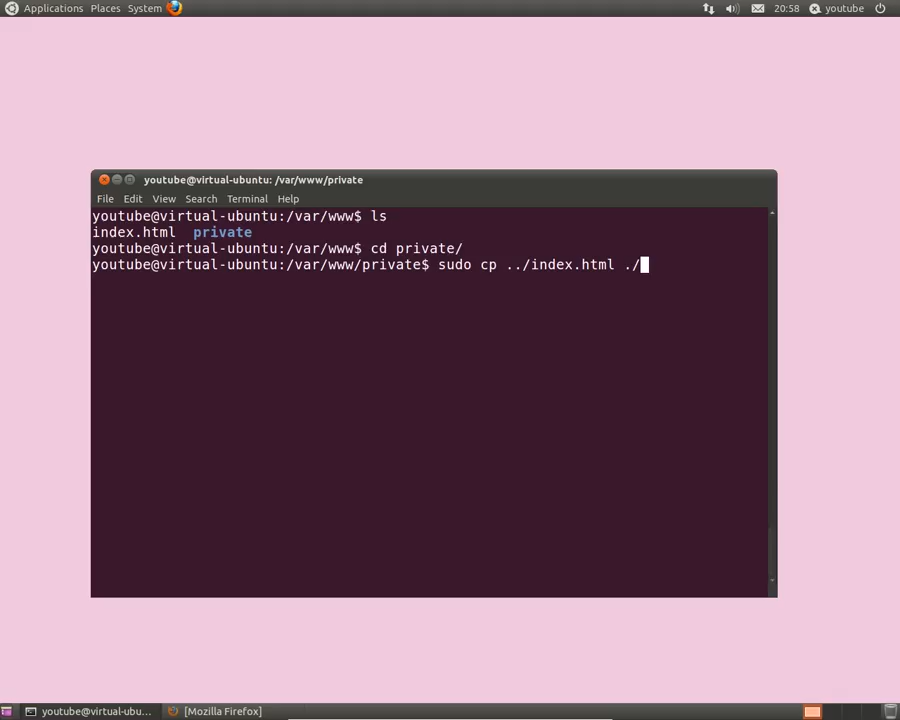 Applications Places System 20:58 youtube
youtube@virtual-ubuntu: /var/www/private
File Edit View Search Terminal Help
youtube@virtual-ubuntu:/var/www$ ls
index.html private
youtube@virtual-ubuntu:/var/www$ cd private/
youtube@virtual-ubuntu:/var/www/private$ sudo cp ../index.html ./
youtube@virtual-ubu... [Mozilla Firefox]